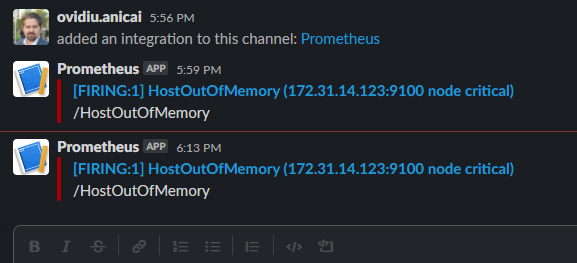 ovidiu.anicai 5:56 PM
added an integration to this channel: Prometheus
Prometheus APP 5:59 PM
[FIRING:1] HostOutOfMemory (172.31.14.123:9100 node critical)
/HostOutOfMemory
Prometheus APP 6:13 PM
[FIRING:1] HostOutOfMemory (172.31.14.123:9100 node critical)
/HostOutOfMemory